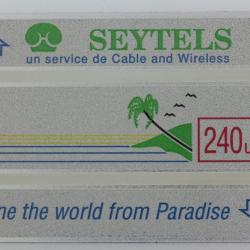 SEYTELS
un service de Cable and Wireless
240
the world from Paradise